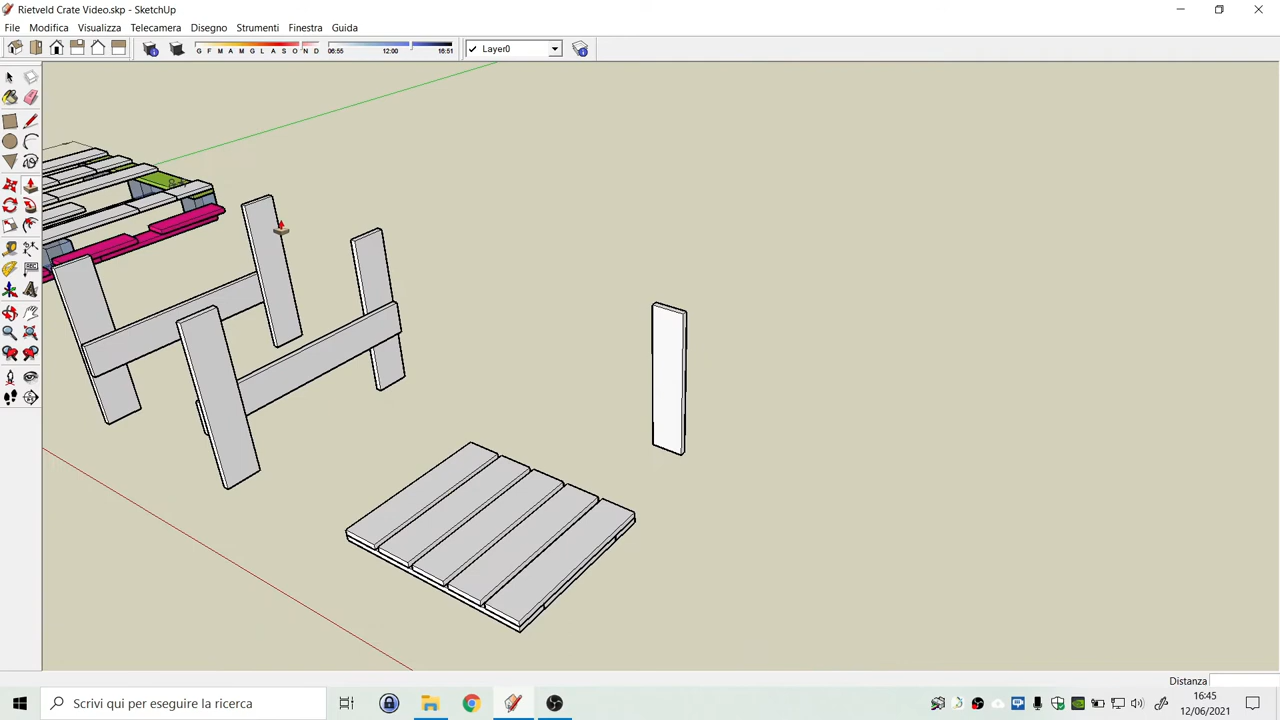 Rietveld Crate Video.skp - SketchUp
File Modifica Visualizza Telecamera Disegno Strumenti Finestra Guida
G F M A M G L A S O N D 06:55 12:00 16:51 Layer0
ABC
Distanza
Scrivi qui per eseguire la ricerca
16:45
12/06/2021